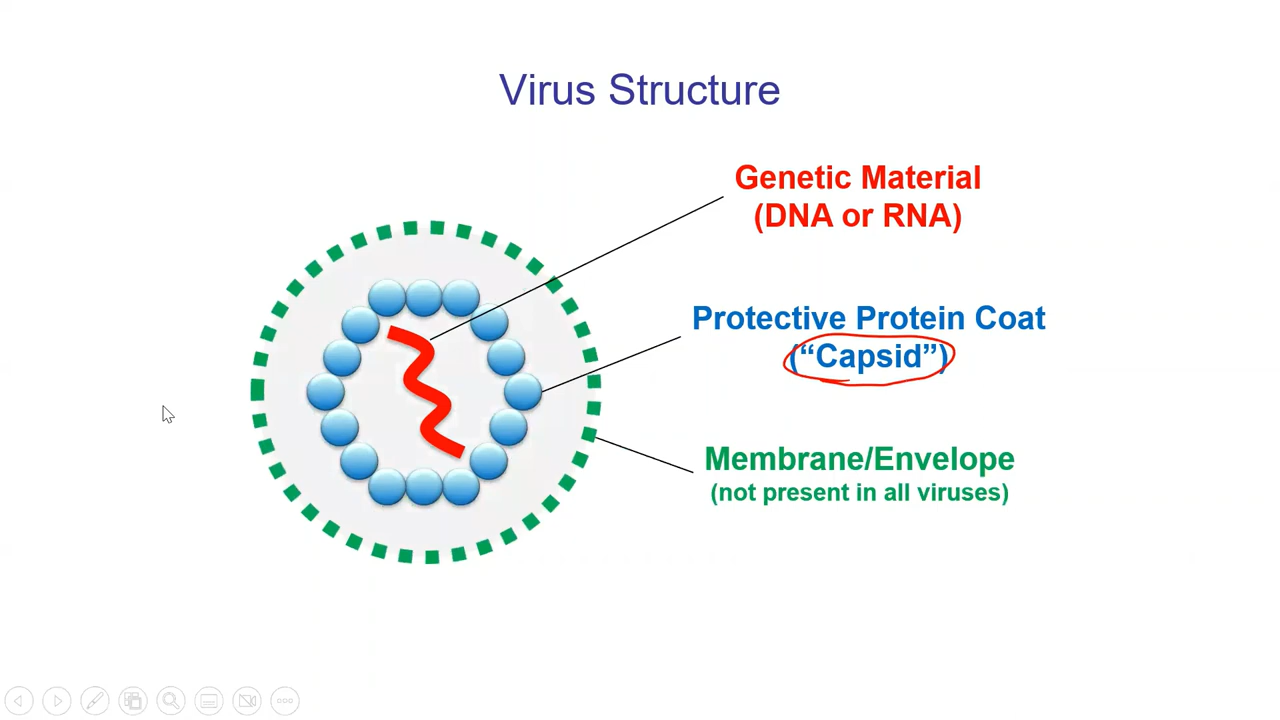 Virus Structure
Genetic Material
(DNA or RNA)
Protective Protein Coat
(“Capsid”)
Membrane/Envelope
(not present in all viruses)